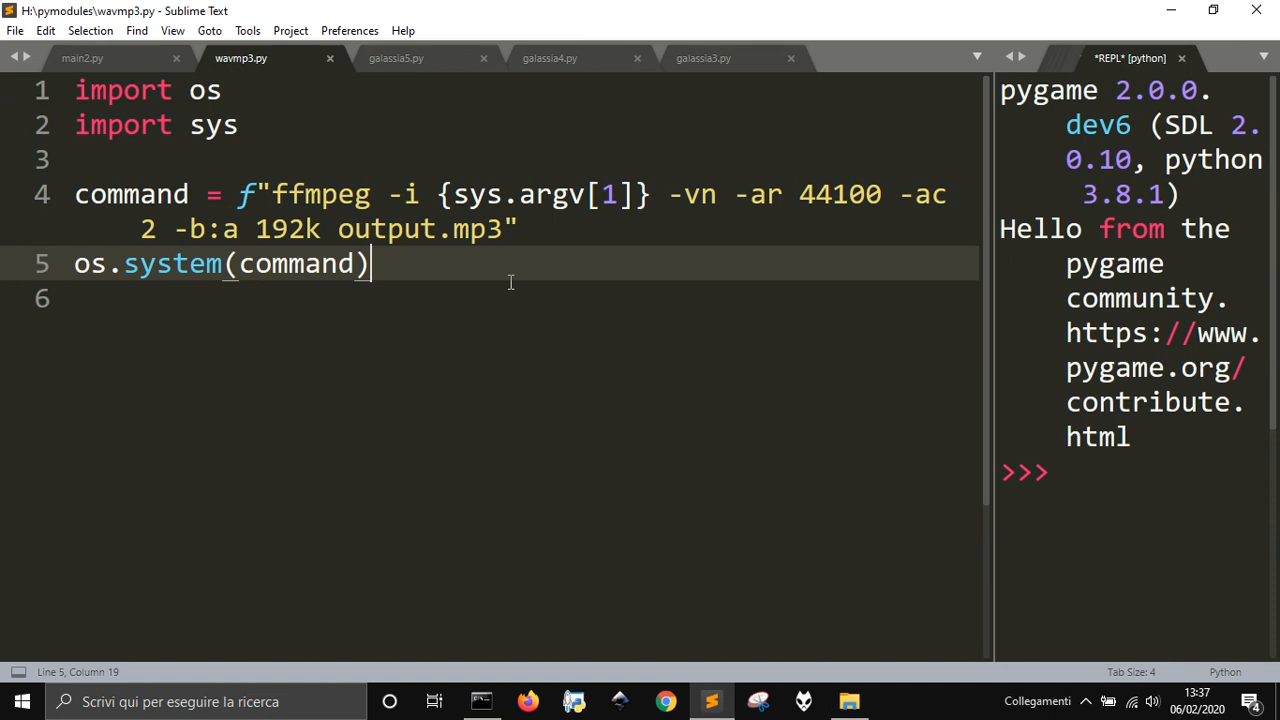 H:\pymodules\wavmp3.py - Sublime Text
File Edit Selection Find View Goto Tools Project Preferences Help
main2.py wavmp3.py galassia5.py galassia4.py galassia3.py
1 import os
2 import sys
3
4 command = f"ffmpeg -i {sys.argv[1]} -vn -ar 44100 -ac
2 -b:a 192k output.mp3"
5 os.system(command)
6
*REPL* [python]
pygame 2.0.0.
dev6 (SDL 2.
0.10, python
3.8.1)
Hello from the
pygame
community.
https://www.
pygame.org/
contribute.
html
>>>
Line 5, Column 19 Tab Size: 4 Python
Scrivi qui per eseguire la ricerca
Collegamenti
13:37
06/02/2020
4